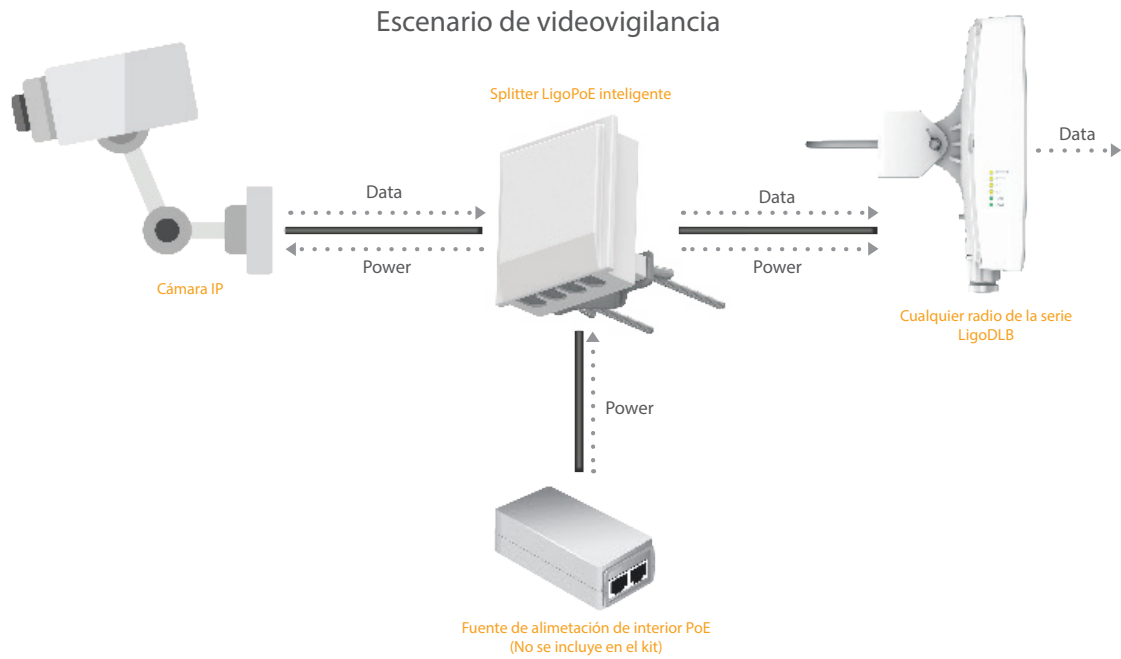 Escenario de videovigilancia
Splitter LigoPoE inteligente
Data
Data
Data
Power
Power
Cámara IP
Cualquier radio de la serie
LigoDLB
Power
Fuente de alimetación de interior PoE
(No se incluye en el kit)